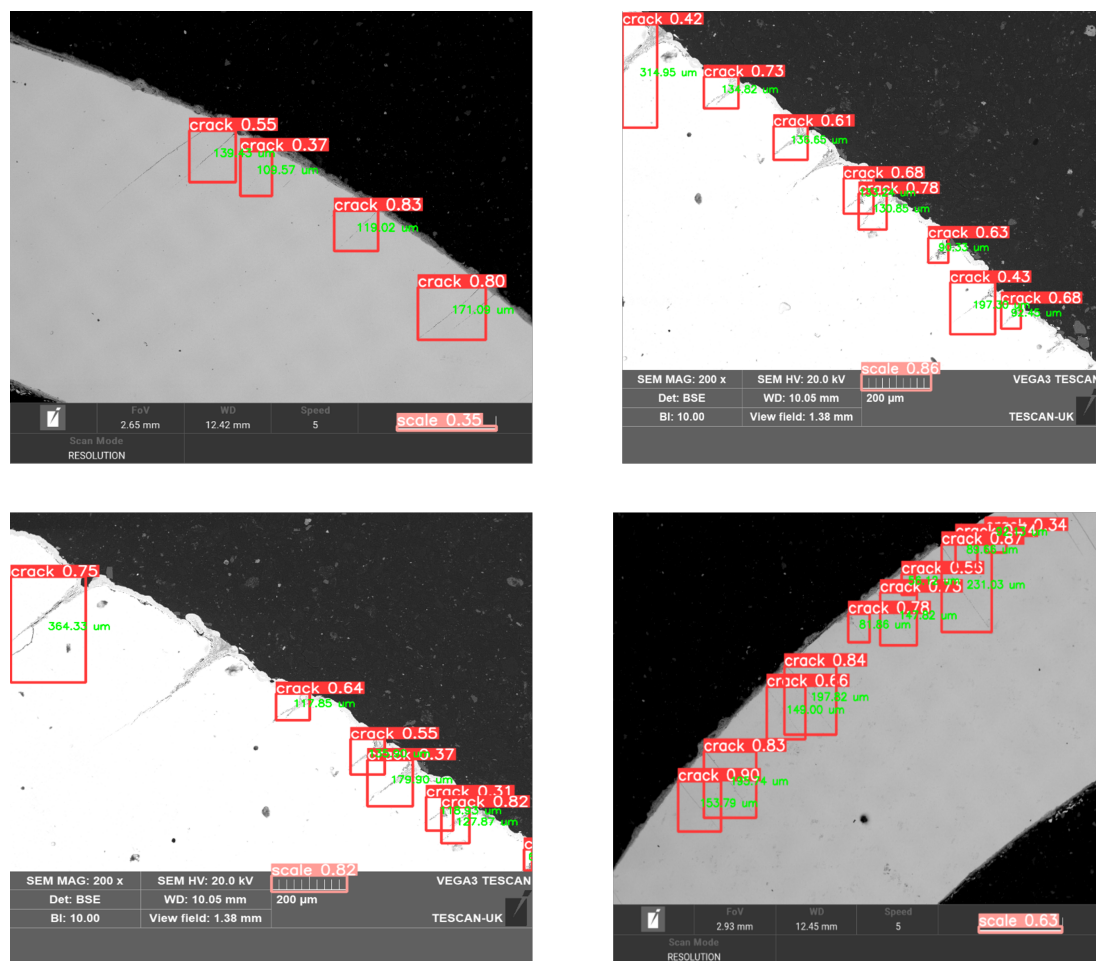 crack 0.55
139.43 um
crack 0.37
109.57 um
crack 0.83
119.02 um
crack 0.80
171.09 um
FoV
WD
Speed
2.65 mm
12.42 mm
5
scale 0.35
Scan Mode
RESOLUTION
crack 0.42
314.95 um
crack 0.73
134.82 um
crack 0.61
138.65 um
crack 0.68
crack 0.78
130.85 um
crack 0.63
crack 0.43
crack 0.68
92.45 um
scale 0.86
SEM MAG: 200 x
SEM HV: 20.0 kV
VEGA3 TESCAN
Det: BSE
WD: 10.05 mm
200 µm
BI: 10.00
View field: 1.38 mm
TESCAN-UK
crack 0.75
364.33 um
crack 0.64
117.85 um
crack 0.55
crack 0.37
179.90 um
crack 0.31
crack 0.82
127.87 um
scale 0.82
SEM MAG: 200 x
SEM HV: 20.0 kV
VEGA3 TESCAN
Det: BSE
WD: 10.05 mm
200 µm
BI: 10.00
View field: 1.38 mm
TESCAN-UK
0.34
crack 0.87
231.03 um
crack 0.73
crack 0.78
81.86 um
crack 0.84
crack 0.66
197.82 um
149.00 um
crack 0.83
crack 0.90
153.79 um
FoV
WD
Speed
2.93 mm
12.45 mm
5
scale 0.63
Scan Mode
RESOLUTION